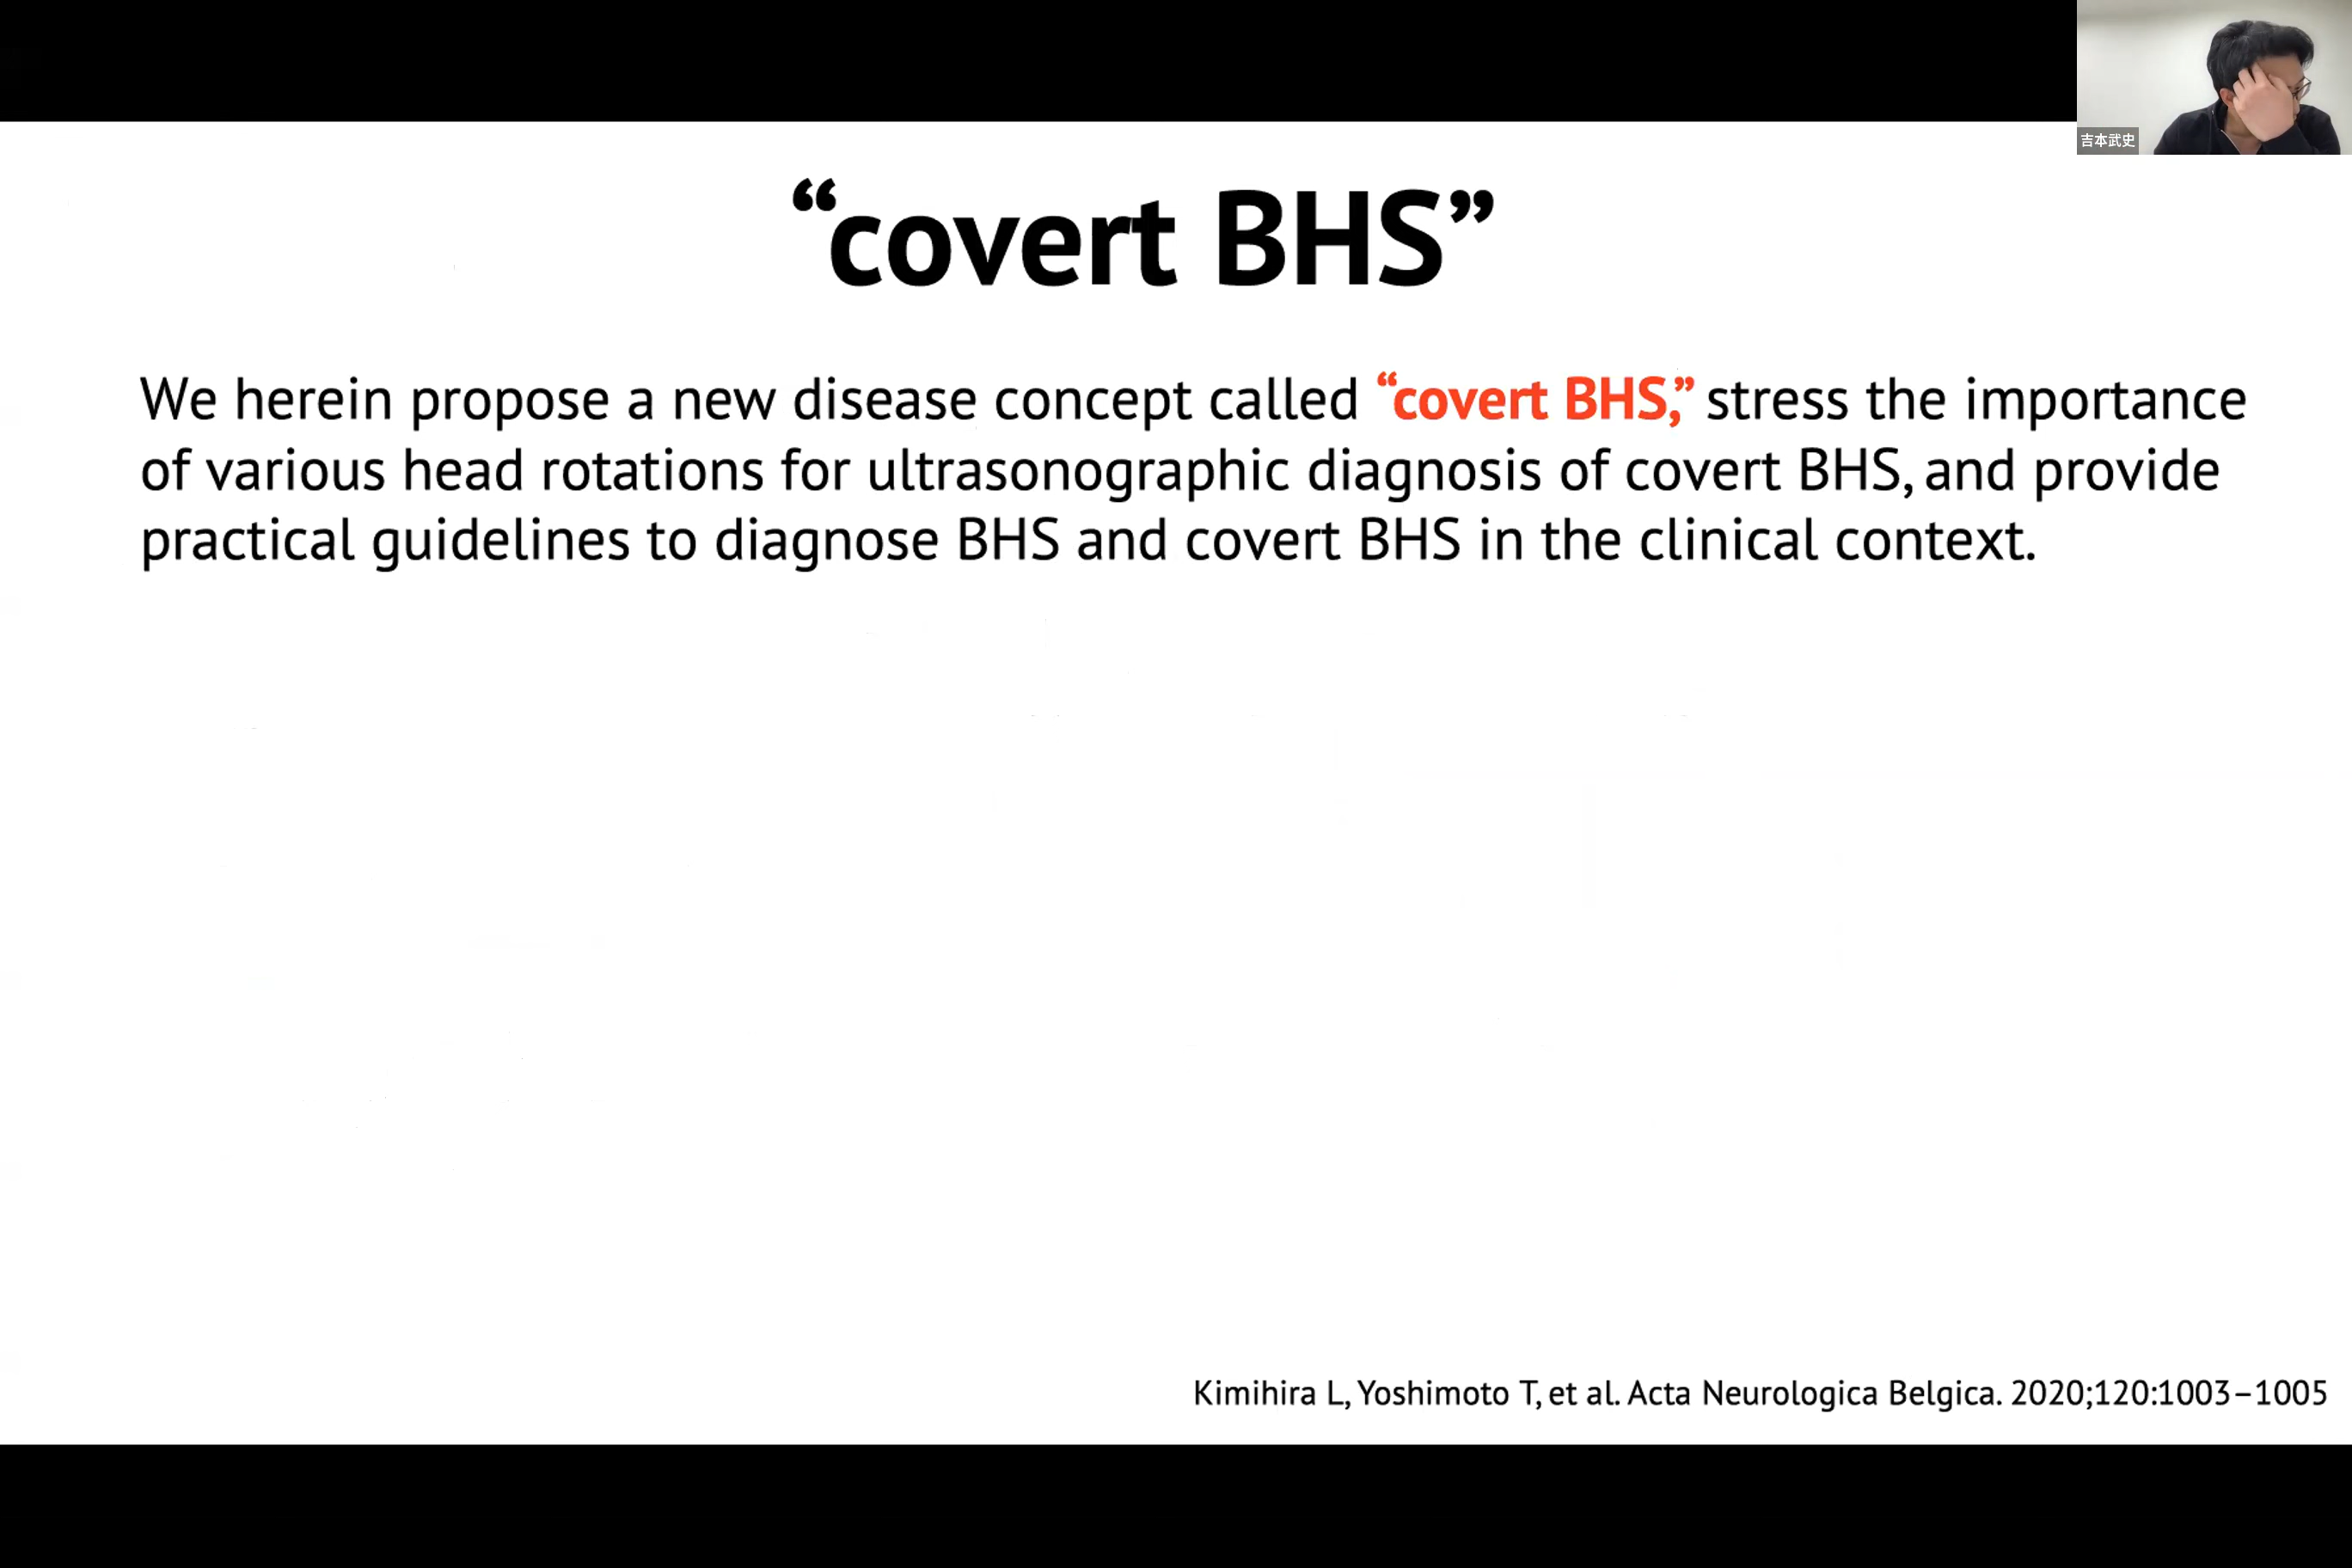 吉本武史
“covert BHS”
We herein propose a new disease concept called “covert BHS,” stress the importance
of various head rotations for ultrasonographic diagnosis of covert BHS, and provide
practical guidelines to diagnose BHS and covert BHS in the clinical context.
Kimihira L, Yoshimoto T, et al. Acta Neurologica Belgica. 2020;120:1003–1005